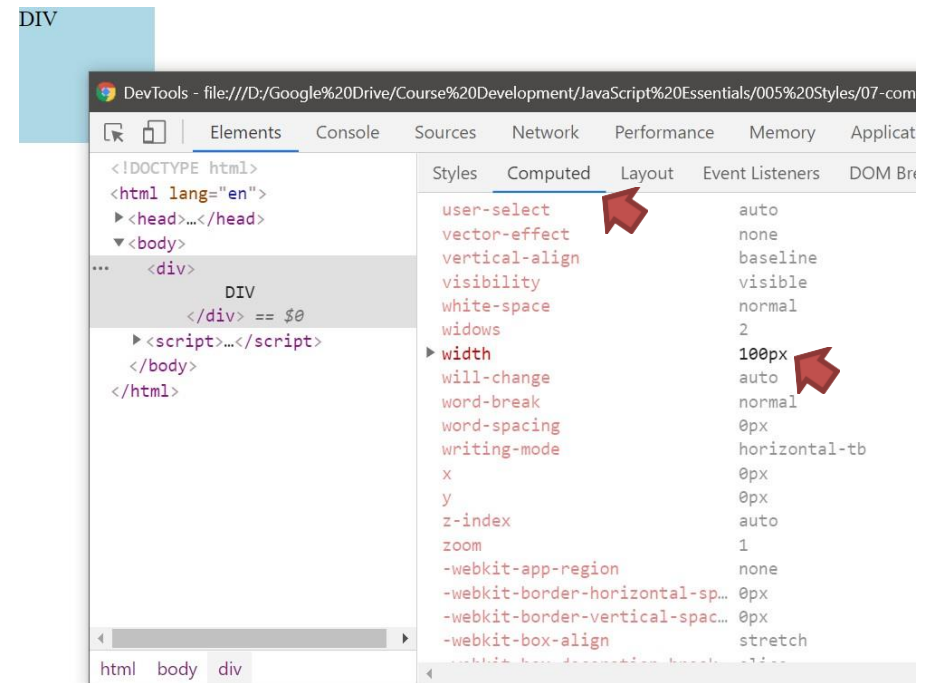 DIV
DevTools - file:///D:/Google%20Drive/Course%20Development/JavaScript%20Essentials/005%20Styles/07-com
Elements Console Sources Network Performance Memory Applicat
<!DOCTYPE html>
<html lang="en">
▶<head>…</head>
▼<body>
… <div>
DIV
</div> == $0
▶<script>…</script>
</body>
</html>
html body div
Styles Computed Layout Event Listeners DOM Bre
user-select auto
vector-effect none
vertical-align baseline
visibility visible
white-space normal
widows 2
▶ width 100px
will-change auto
word-break normal
word-spacing 0px
writing-mode horizontal-tb
x 0px
y 0px
z-index auto
zoom 1
-webkit-app-region none
-webkit-border-horizontal-sp… 0px
-webkit-border-vertical-spac… 0px
-webkit-box-align stretch